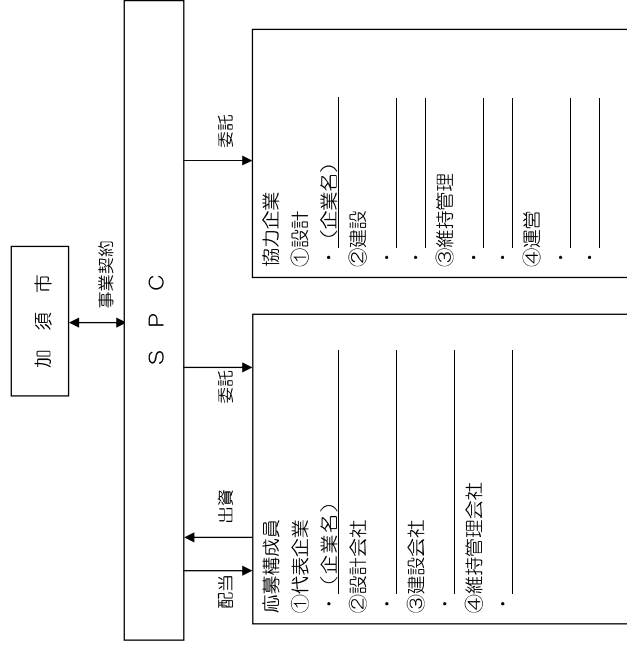 加 須 市
事業契約
S P C
配当
出資
委託
委託
応募構成員
①代表企業
・ (企業名)
②設計会社
・
③建設会社
・
④維持管理会社
・
協力企業
①設計
・ (企業名)
②建設
・
・
③維持管理
・
・
④運営
・
・